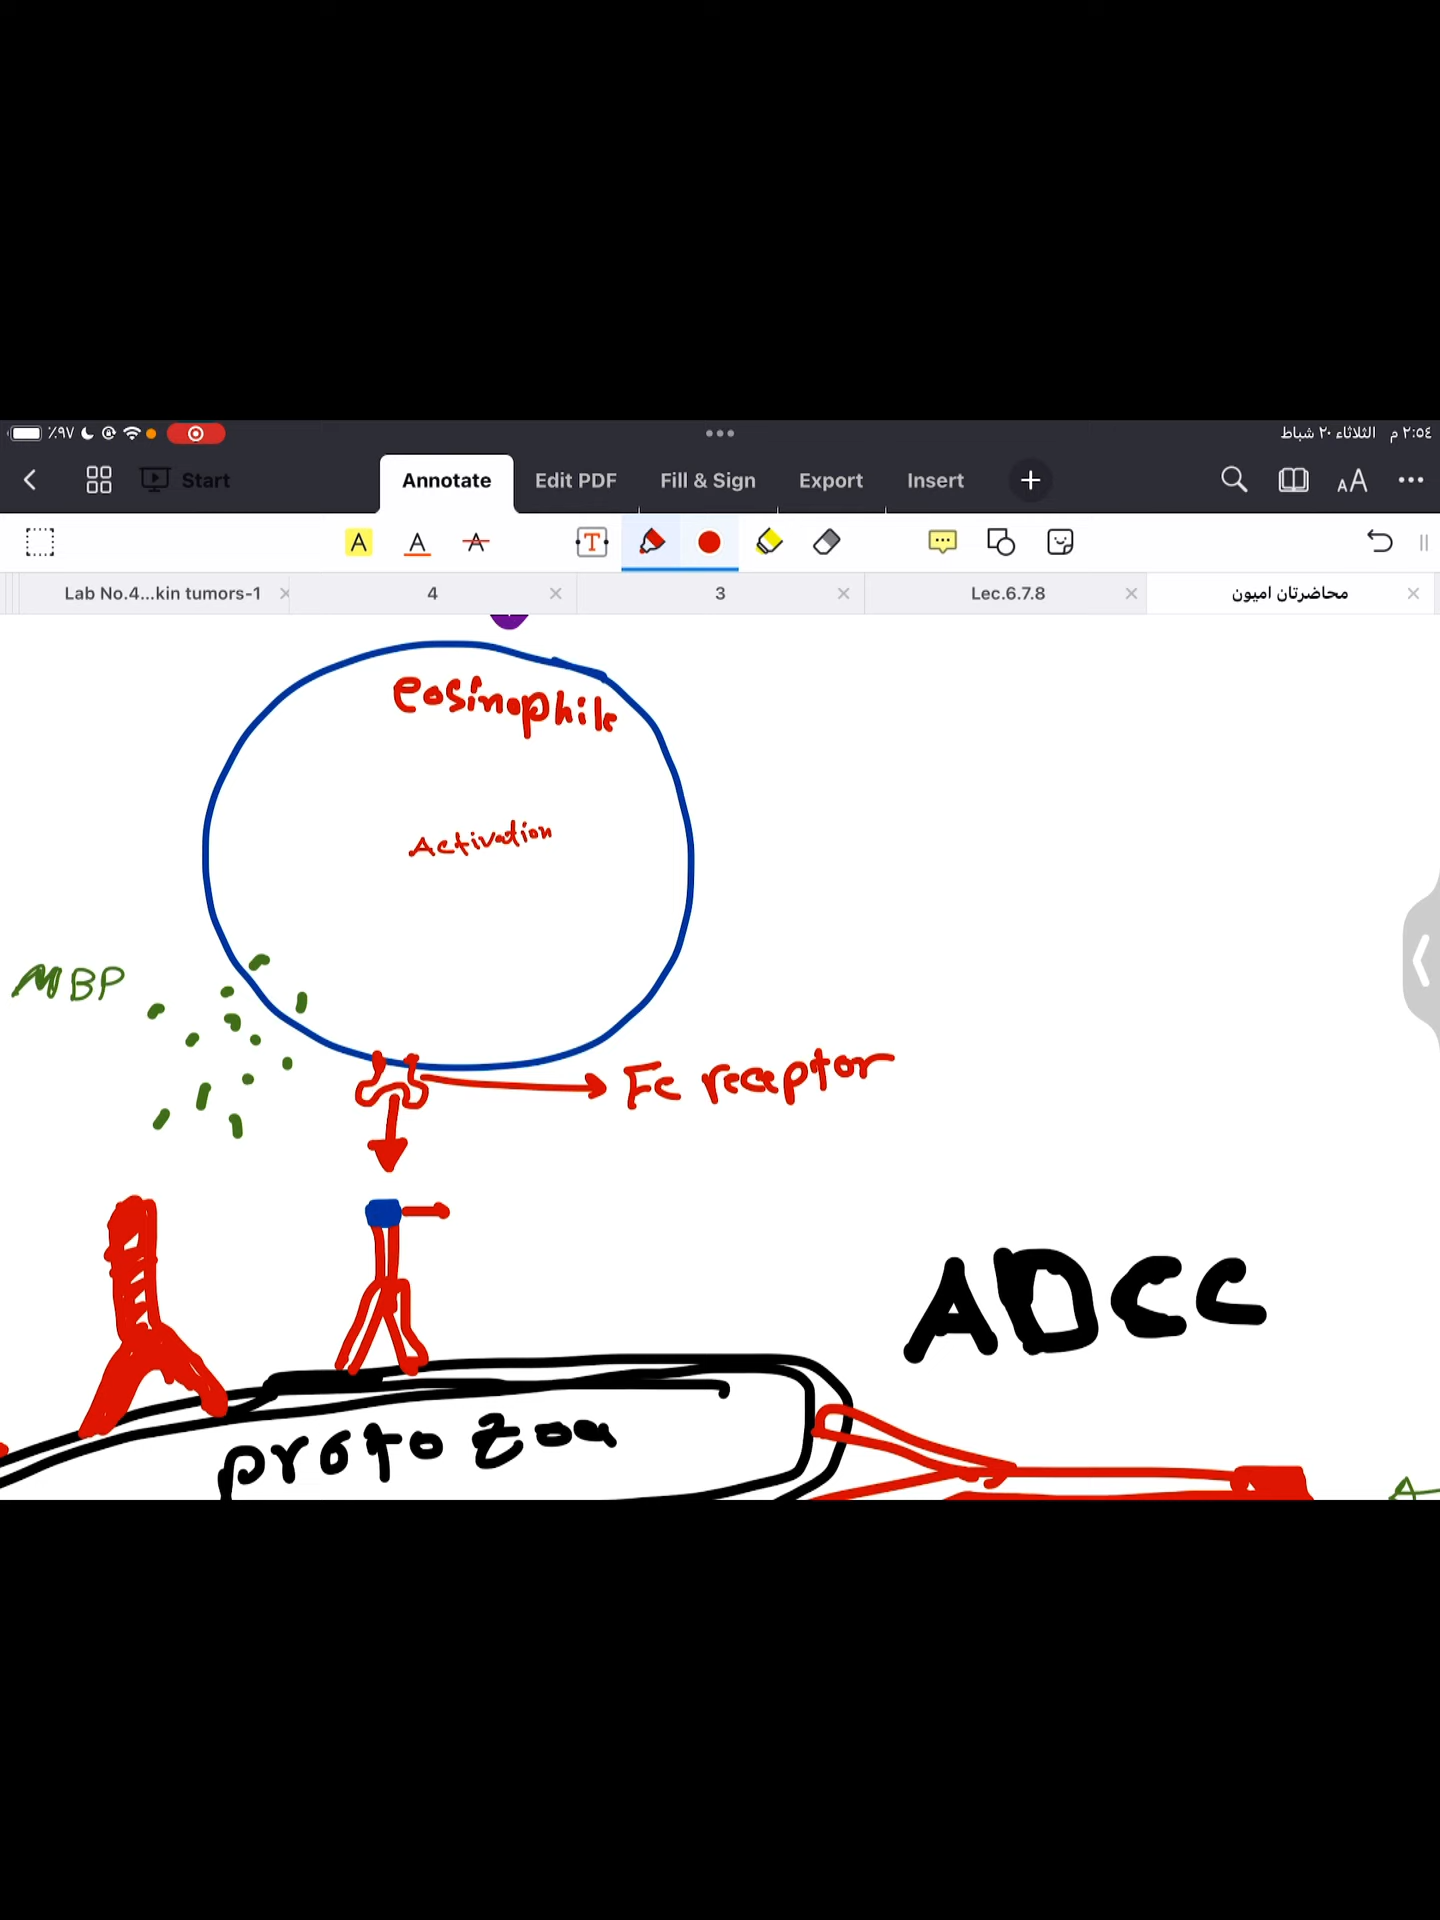 ٪٩٧
٢:٥٤ م الثلاثاء ٢٠ شباط
Start Annotate Edit PDF Fill & Sign Export Insert
Lab No.4...kin tumors-1 4 3 Lec.6.7.8 محاضرتان اميون
eosinophile
Activation
MBP
Fc receptor
ADCC
protozoa
A